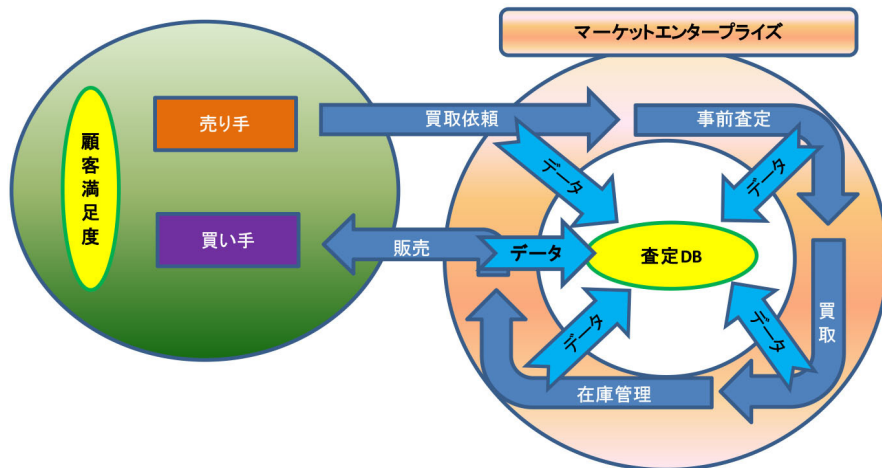 マーケットエンタープライズ
顧客満足度
売り手
買取依頼
事前査定
データ
データ
買い手
販売
データ
査定DB
買取
データ
データ
在庫管理